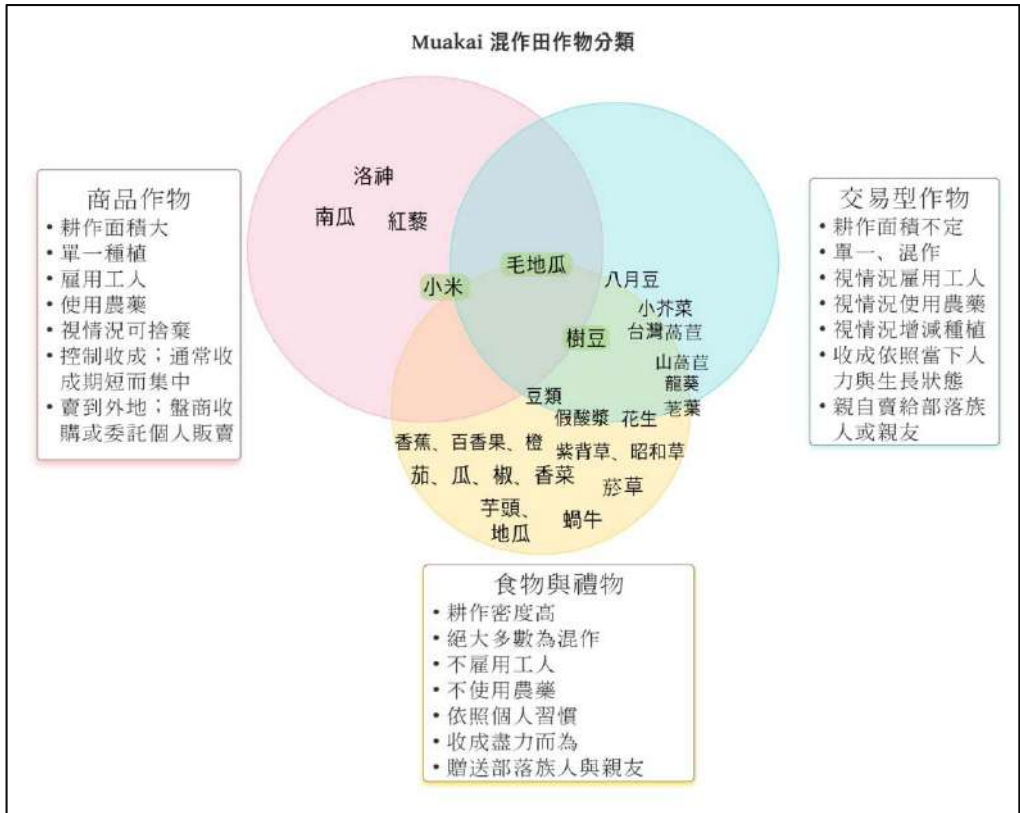 Muakai 混作田作物分類
商品作物
• 耕作面積大
• 單一種植
• 雇用工人
• 使用農藥
• 視情況可捨棄
• 控制收成；通常收
成期短而集中
• 賣到外地；盤商收
購或委託個人販賣
洛神
南瓜
紅藜
小米
毛地瓜
八月豆
小芥菜
台灣萵苣
樹豆
山萵苣
龍葵
荖葉
豆類
假酸漿
花生
香蕉、百香果、橙
紫背草、昭和草
茄、瓜、椒、香菜
菸草
芋頭、
地瓜
蝸牛
交易型作物
• 耕作面積不定
• 單一、混作
• 視情況雇用工人
• 視情況使用農藥
• 視情況增減種植
• 收成依照當下人
力與生長狀態
• 親自賣給部落族
人或親友
食物與禮物
• 耕作密度高
• 絕大多數為混作
• 不雇用工人
• 不使用農藥
• 依照個人習慣
• 收成盡力而為
• 贈送部落族人與親友